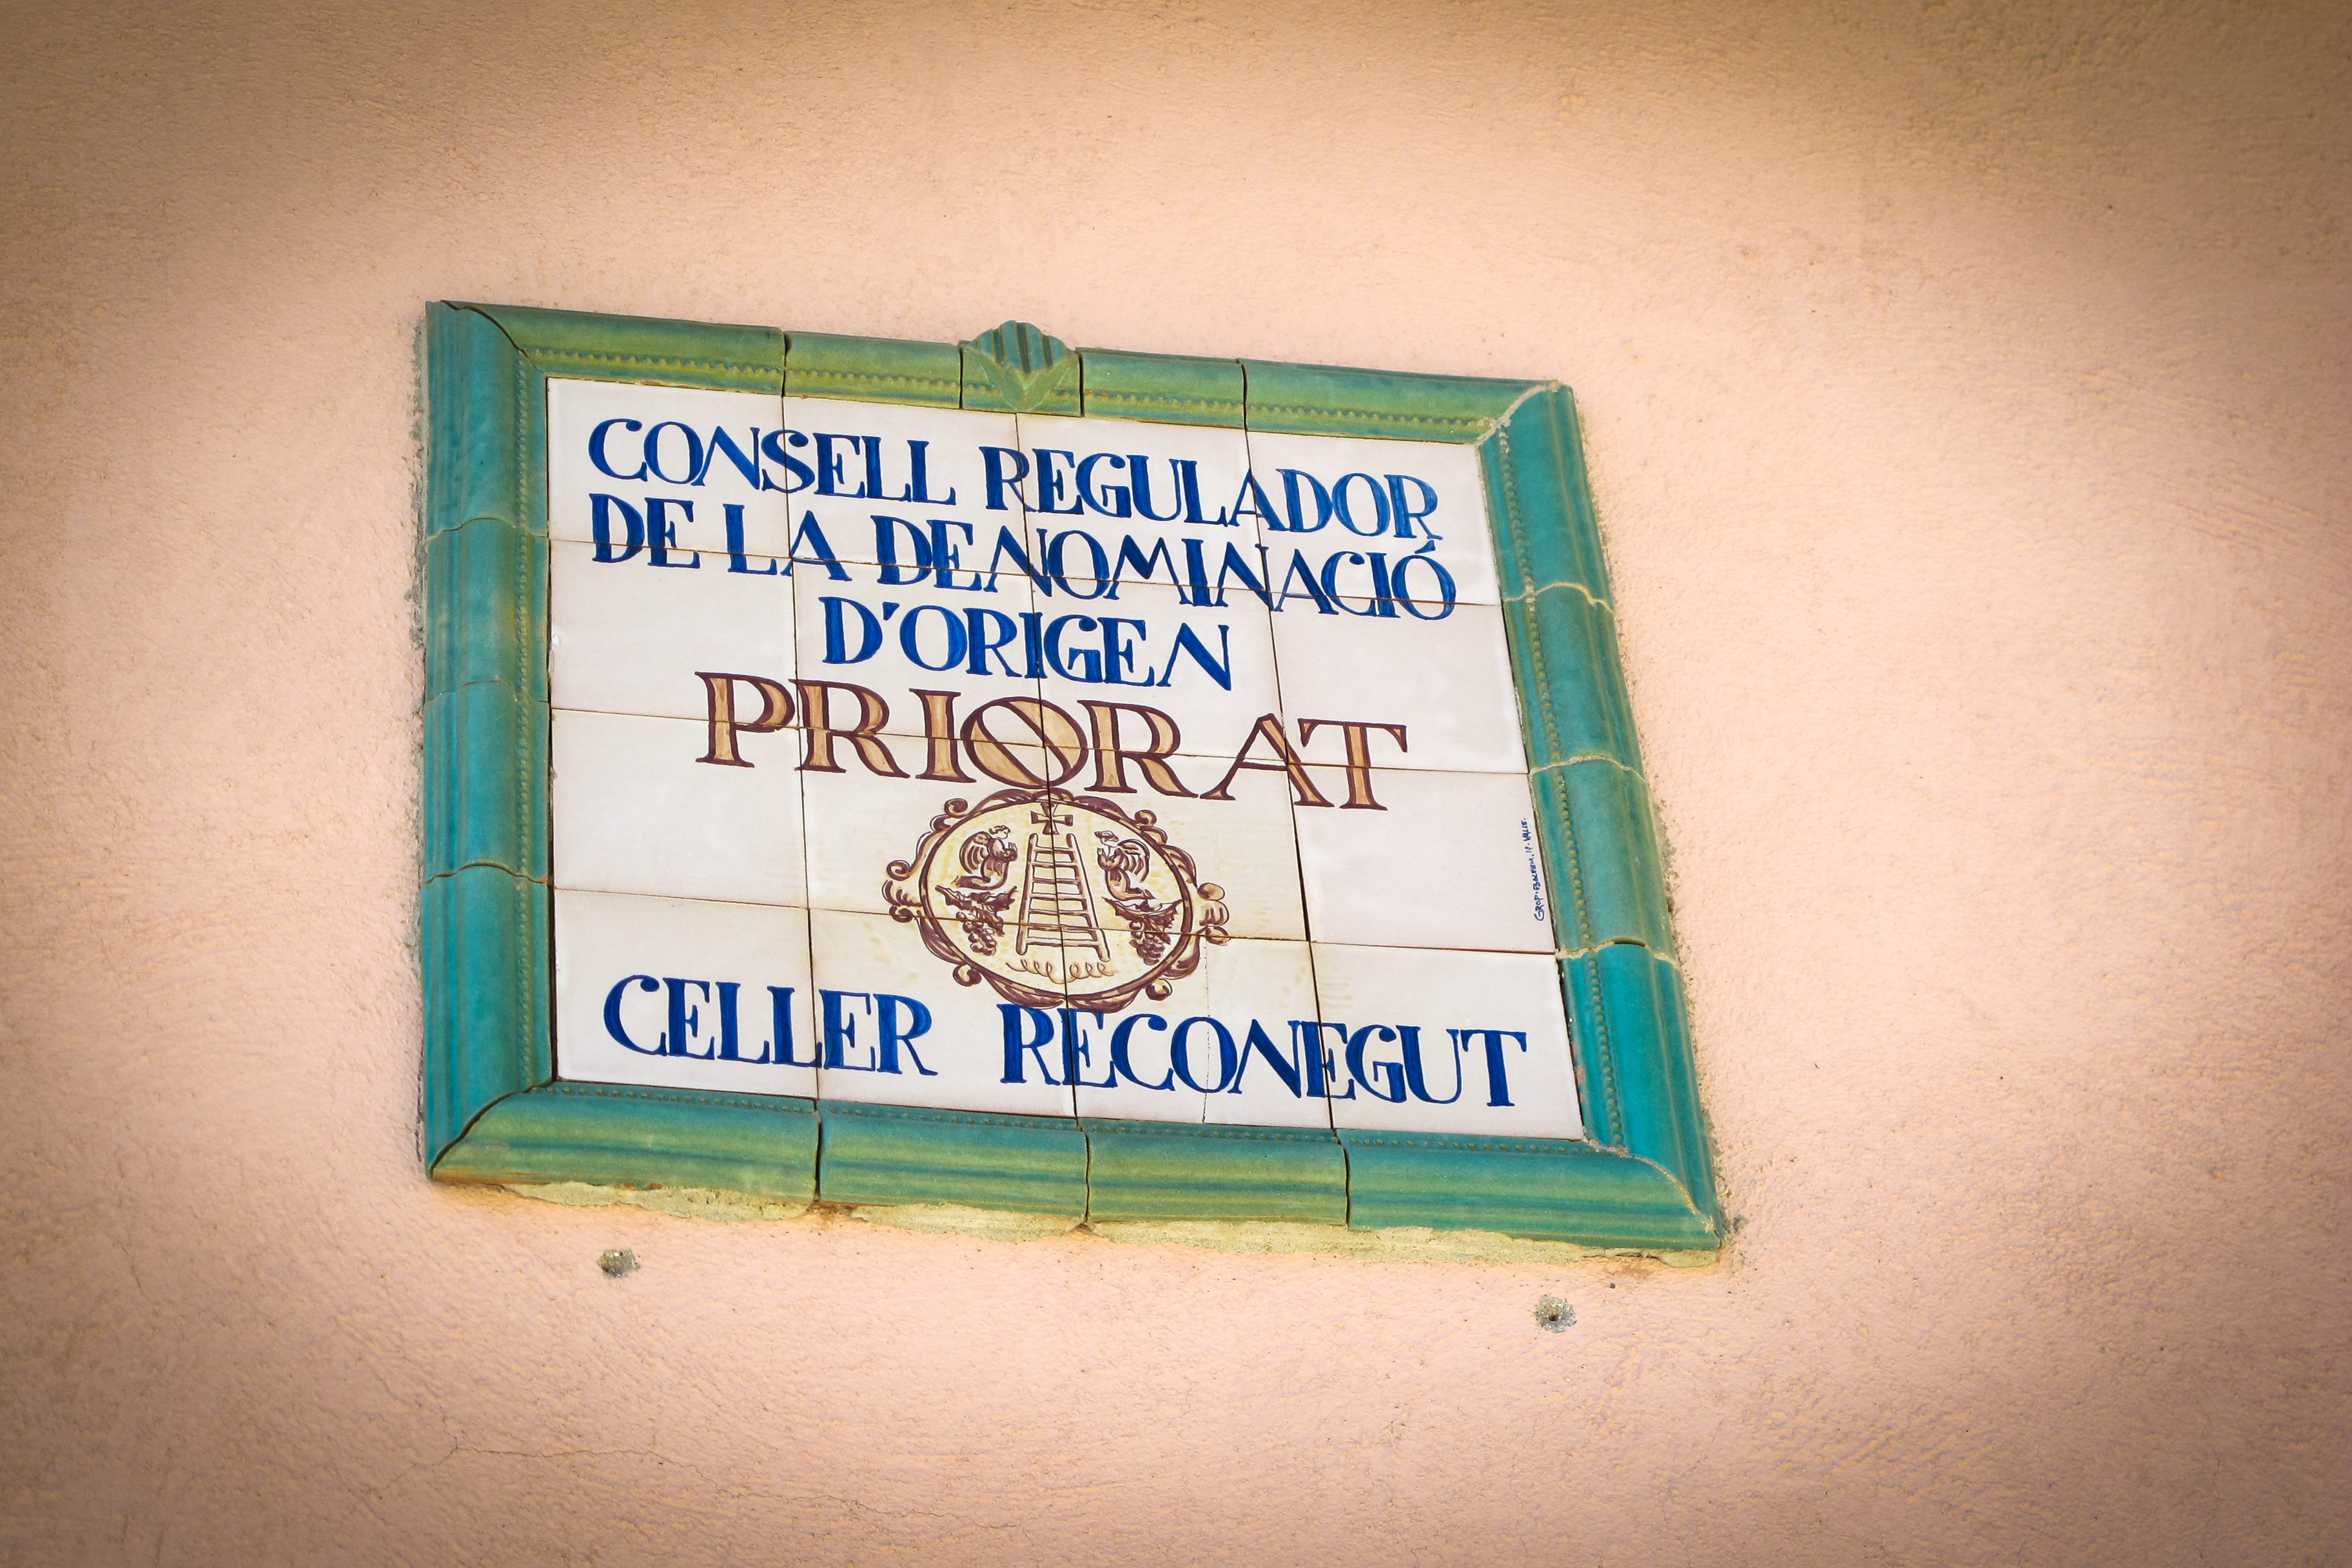 CONSELL REGULADOR
DE LA DENOMINACIÓ
D'ORIGEN
PRIORAT
CELLER RECONEGUT